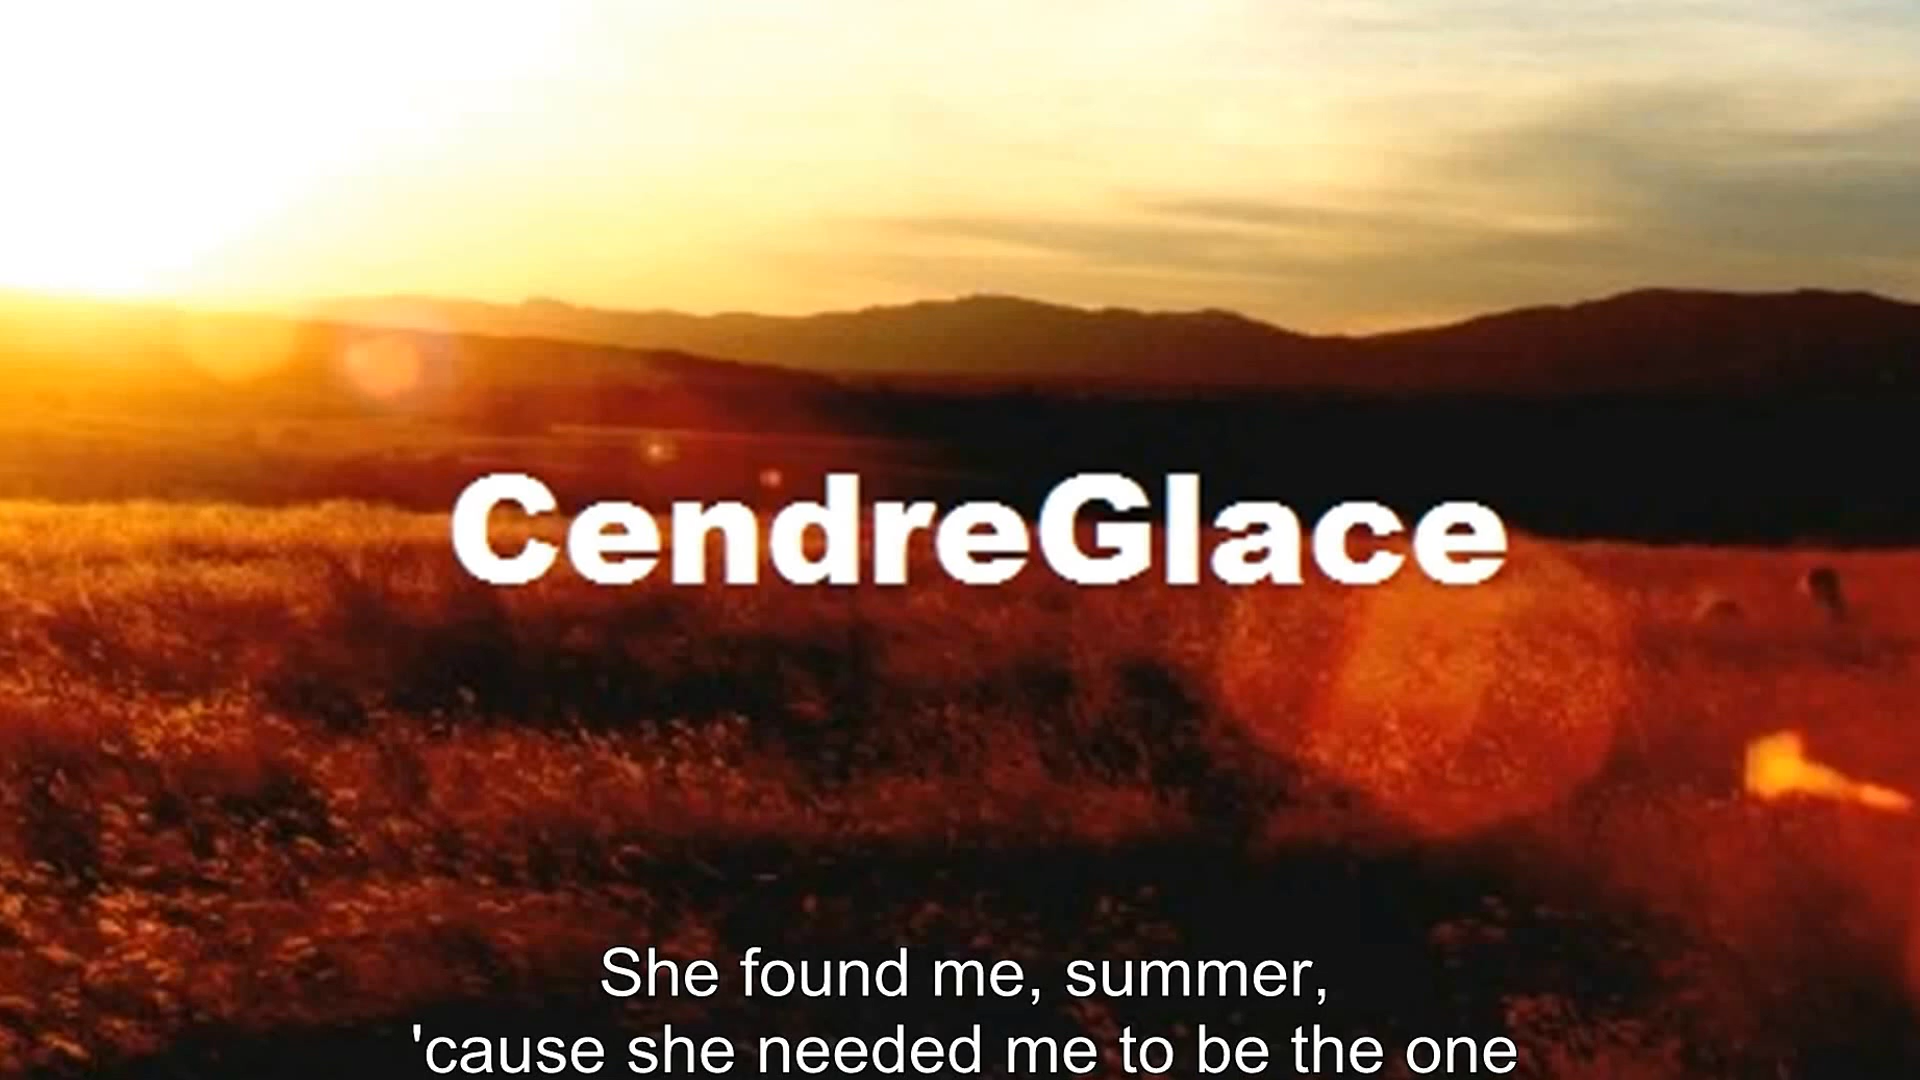 CendreGlace
She found me, summer,
'cause she needed me to be the one